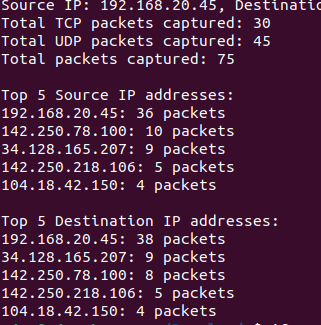 Source IP: 192.168.20.45, Destinatio
Total TCP packets captured: 30
Total UDP packets captured: 45
Total packets captured: 75
Top 5 Source IP addresses:
192.168.20.45: 36 packets
142.250.78.100: 10 packets
34.128.165.207: 9 packets
142.250.218.106: 5 packets
104.18.42.150: 4 packets
Top 5 Destination IP addresses:
192.168.20.45: 38 packets
34.128.165.207: 9 packets
142.250.78.100: 8 packets
142.250.218.106: 5 packets
104.18.42.150: 4 packets